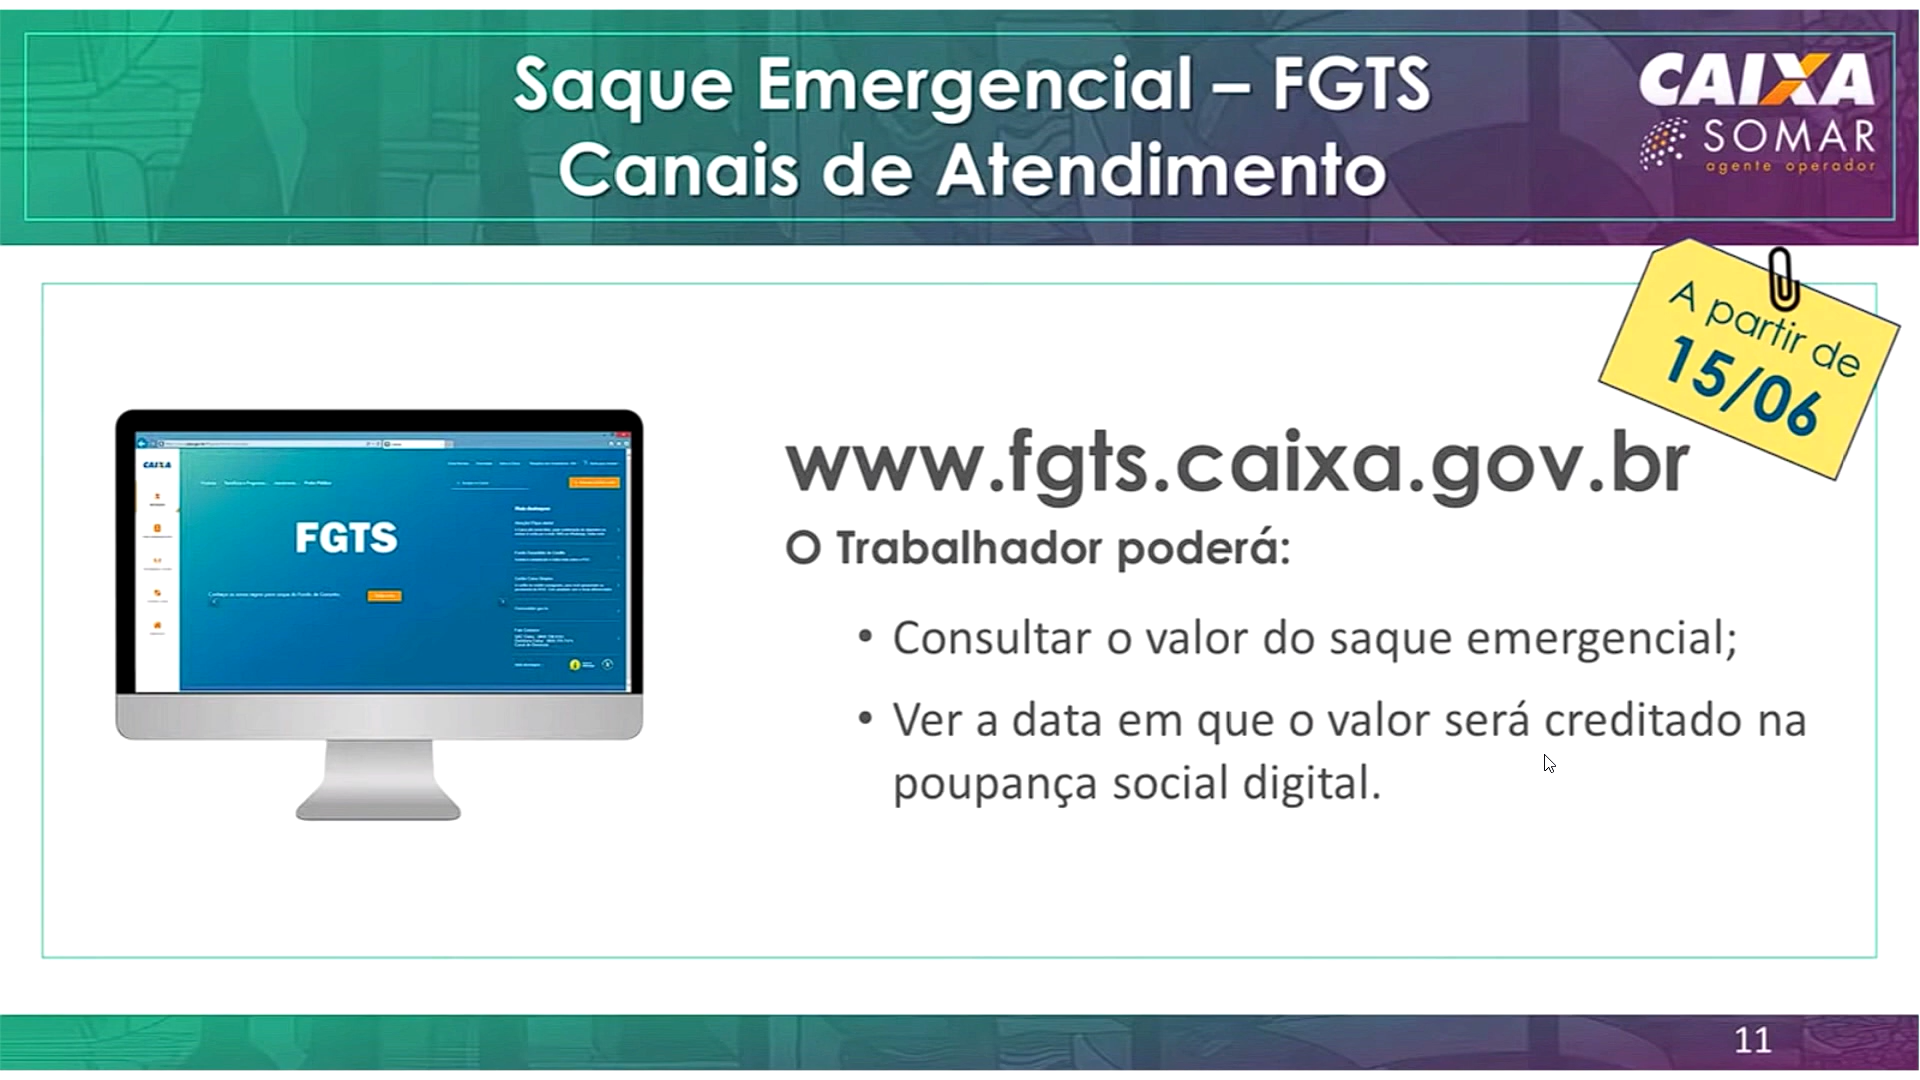 Saque Emergencial – FGTS
Canais de Atendimento
CAIXA
SOMAR
agente operador
A partir de
15/06
CAIXA
FGTS
www.fgts.caixa.gov.br
O Trabalhador poderá:
• Consultar o valor do saque emergencial;
• Ver a data em que o valor será creditado na
poupança social digital.
11